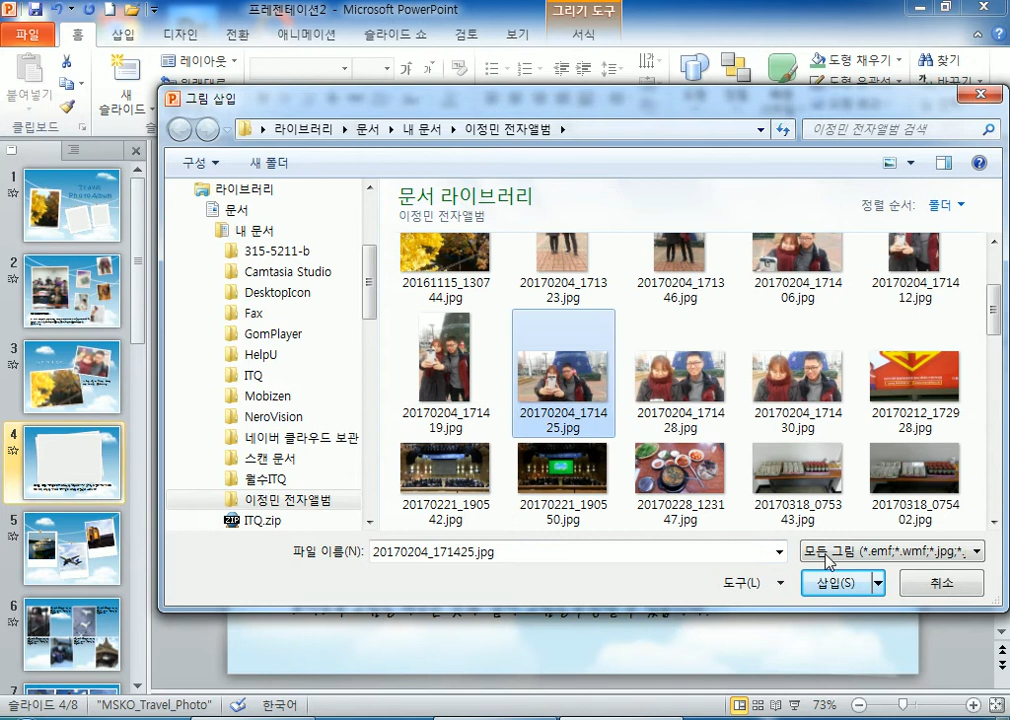 프레젠테이션2 - Microsoft PowerPoint
그리기 도구
파일
홈
삽입
디자인
전환
애니메이션
슬라이드 쇼
검토
보기
서식
붙여넣기
클립보드
새
슬라이드
레이아웃
도형 채우기
찾기
그림 삽입
라이브러리 ▸ 문서 ▸ 내 문서 ▸ 이정민 전자앨범 ▸
이정민 전자앨범 검색
구성
새 폴더
라이브러리
문서
내 문서
315-5211-b
Camtasia Studio
DesktopIcon
Fax
GomPlayer
HelpU
ITQ
Mobizen
NeroVision
네이버 클라우드 보관
스캔 문서
월수ITQ
이정민 전자앨범
ZIP ITQ.zip
문서 라이브러리
이정민 전자앨범
정렬 순서: 폴더
20161115_1307
44.jpg
20170204_1713
23.jpg
20170204_1713
46.jpg
20170204_1714
06.jpg
20170204_1714
12.jpg
20170204_1714
19.jpg
20170204_1714
25.jpg
20170204_1714
28.jpg
20170204_1714
30.jpg
20170212_1729
28.jpg
20170221_1905
42.jpg
20170221_1905
50.jpg
20170228_1231
47.jpg
20170318_0753
43.jpg
20170318_0754
02.jpg
파일 이름(N):
20170204_171425.jpg
모든 그림 (*.emf;*.wmf;*.jpg;*.
도구(L)
삽입(S)
취소
1
2
3
4
5
6
7
슬라이드 4/8
"MSKO_Travel_Photo"
한국어
73%